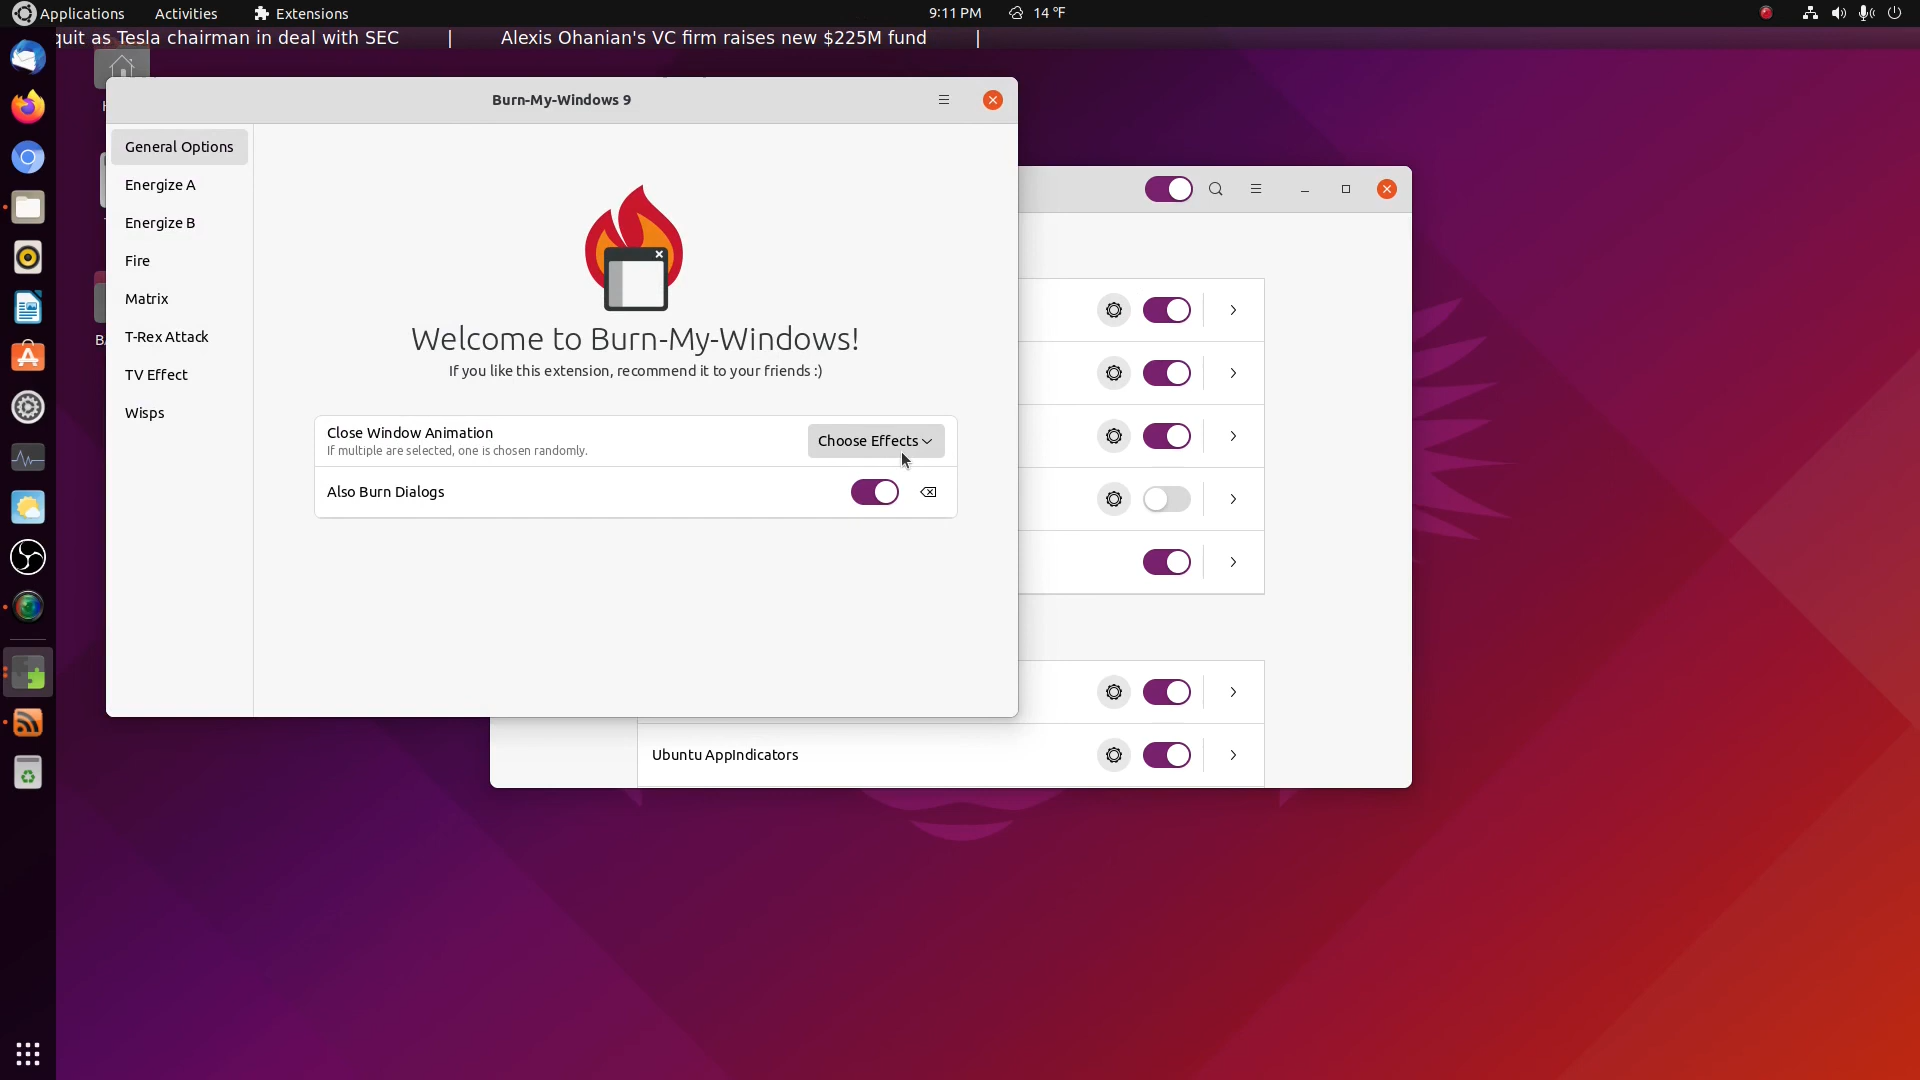 Applications Activities Extensions 9:11 PM 14 °F
quit as Tesla chairman in deal with SEC | Alexis Ohanian's VC firm raises new $225M fund |
Burn-My-Windows 9
General Options
Energize A
Energize B
Fire
Matrix
T-Rex Attack
TV Effect
Wisps
Welcome to Burn-My-Windows!
If you like this extension, recommend it to your friends :)
Close Window Animation
If multiple are selected, one is chosen randomly.
Choose Effects
Also Burn Dialogs
Ubuntu AppIndicators